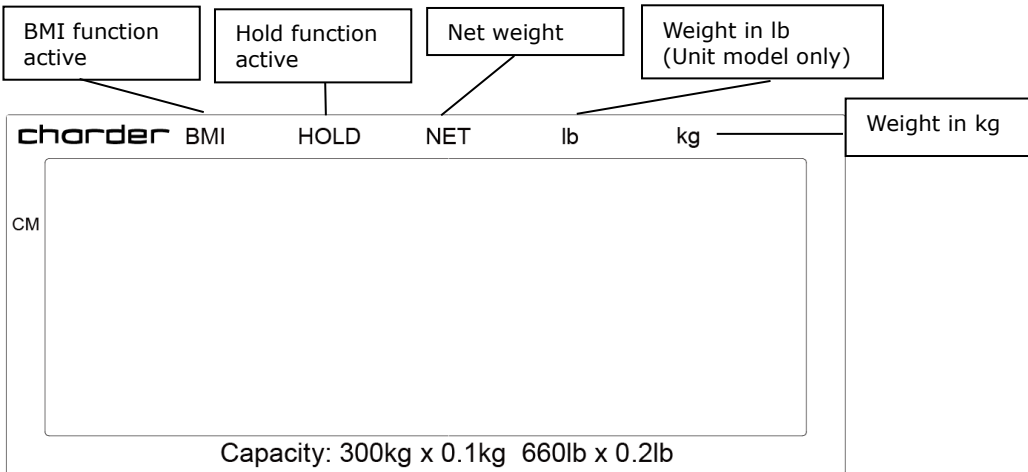 BMI function
active
Hold function
active
Net weight
Weight in lb
(Unit model only)
Weight in kg
charder BMI HOLD NET lb kg
CM
Capacity: 300kg x 0.1kg 660lb x 0.2lb